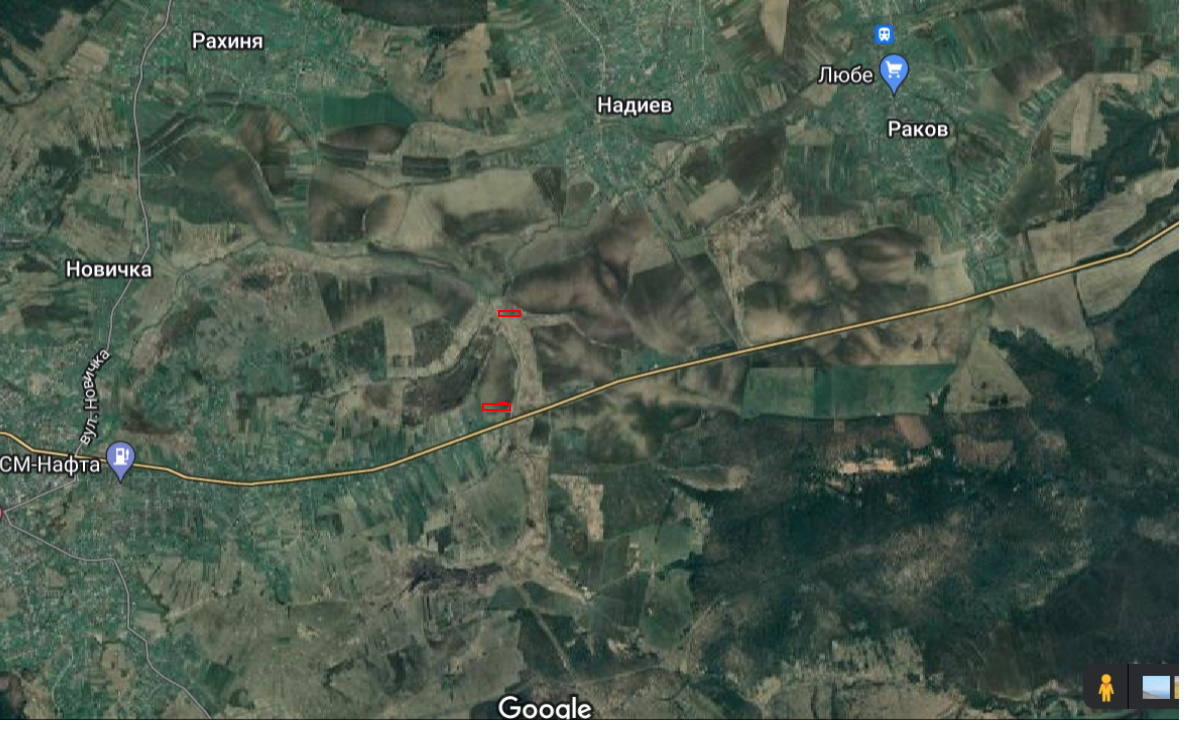 Рахиня
Любе
Надиев
Раков
Новичка
вул. Новичка
СМ-Нафта
Google